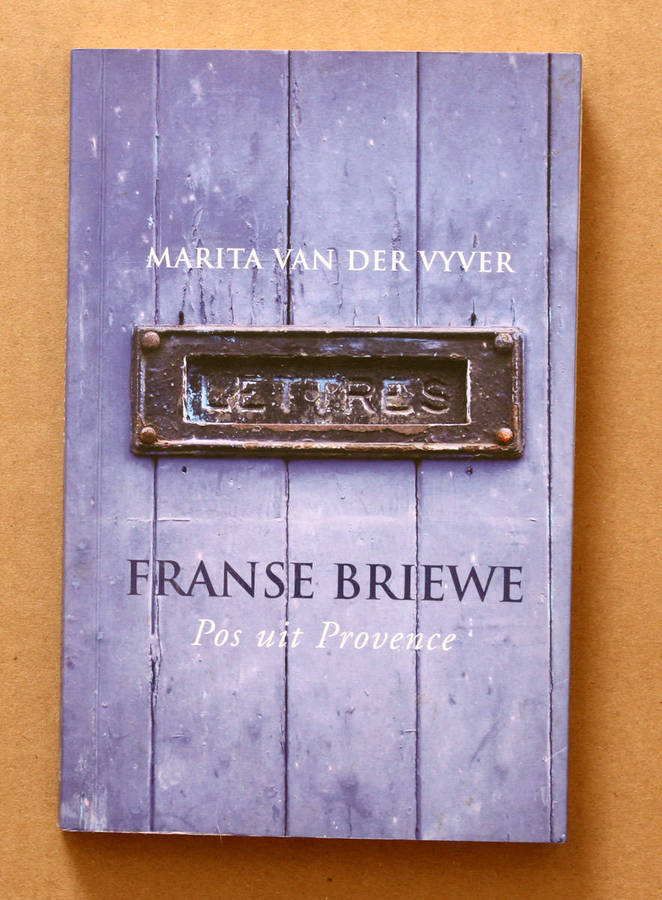 MARITA VAN DER VYVER
LETTRES
FRANSE BRIEWE
Pos uit Provence